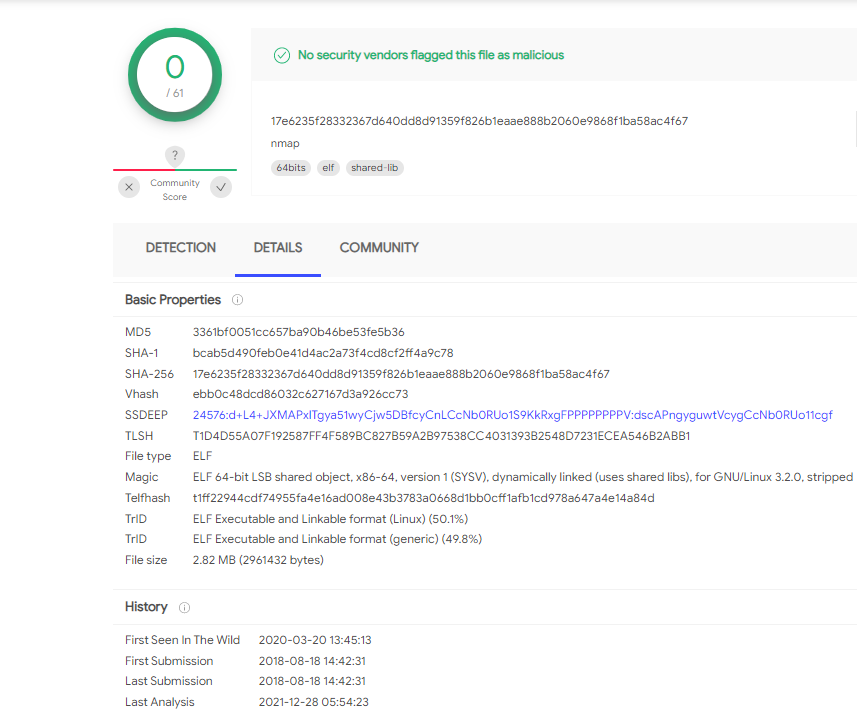 0
/ 61
No security vendors flagged this file as malicious
17e6235f28332367d640dd8d91359f826b1eaae888b2060e9868f1ba58ac4f67
nmap
64bits elf shared-lib
?
Community
Score
DETECTION DETAILS COMMUNITY
Basic Properties
MD5 3361bf0051cc657ba90b46be53fe5b36
SHA-1 bcab5d490feb0e41d4ac2a73f4cd8cf2ff4a9c78
SHA-256 17e6235f28332367d640dd8d91359f826b1eaae888b2060e9868f1ba58ac4f67
Vhash ebb0c48dcd86032c627167d3a926cc73
SSDEEP 24576:d+L4+JXMAPxITgya51wyCjw5DBfcyCnLCcNb0RUo1S9KkRxgFPPPPPPPPV:dscAPngyguwtVcygCcNb0RUo11cgf
TLSH T1D4D55A07F192587FF4F589BC827B59A2B97538CC4031393B2548D7231ECEA546B2ABB1
File type ELF
Magic ELF 64-bit LSB shared object, x86-64, version 1 (SYSV), dynamically linked (uses shared libs), for GNU/Linux 3.2.0, stripped
Telfhash t1ff22944cdf74955fa4e16ad008e43b3783a0668d1bb0cff1afb1cd978a647a4e14a84d
TrID ELF Executable and Linkable format (Linux) (50.1%)
TrID ELF Executable and Linkable format (generic) (49.8%)
File size 2.82 MB (2961432 bytes)
History
First Seen In The Wild 2020-03-20 13:45:13
First Submission 2018-08-18 14:42:31
Last Submission 2018-08-18 14:42:31
Last Analysis 2021-12-28 05:54:23